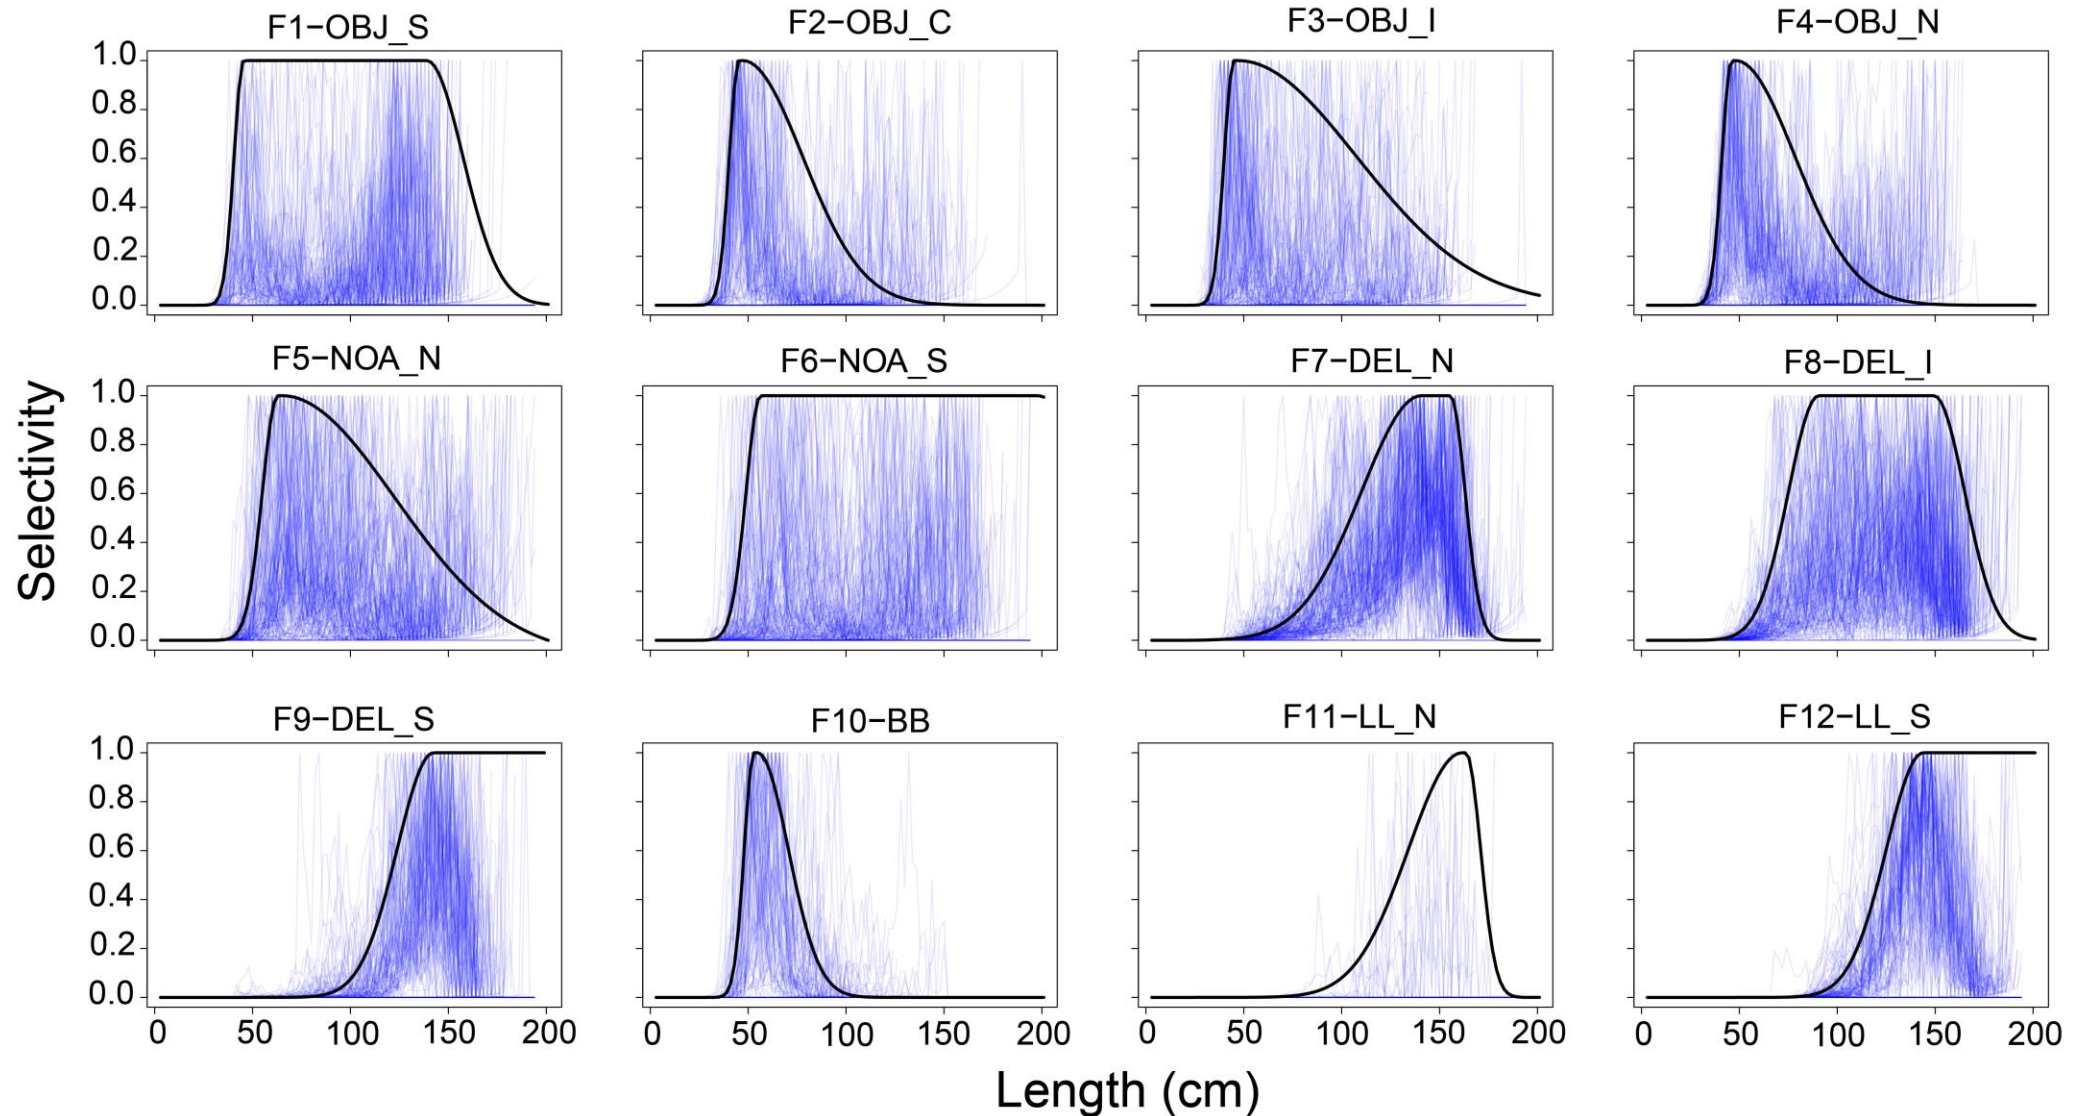 F1−OBJ_S
F2−OBJ_C
F3−OBJ_I
F4−OBJ_N
1.0
0.8
0.6
0.4
0.2
0.0
F5−NOA_N
F6−NOA_S
F7−DEL_N
F8−DEL_I
Selectivity
1.0
0.8
0.6
0.4
0.2
0.0
F9−DEL_S
F10−BB
F11−LL_N
F12−LL_S
1.0
0.8
0.6
0.4
0.2
0.0
0 50 100 150 200
0 50 100 150 200
0 50 100 150 200
0 50 100 150 200
Length (cm)